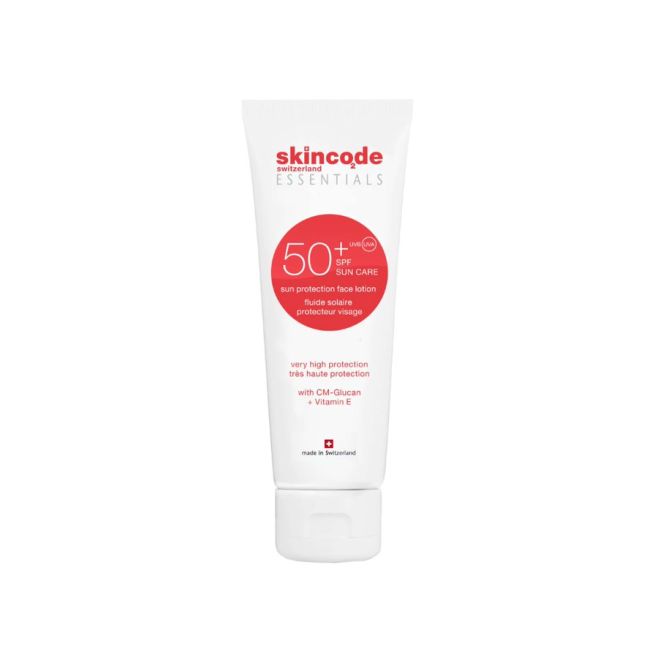 skinco₂de
switzerland
ESSENTIALS
50+ UVB UVA
SPF
SUN CARE
sun protection face lotion
fluide solaire
protecteur visage
very high protection
très haute protection
with CM-Glucan
+ Vitamin E
made in Switzerland